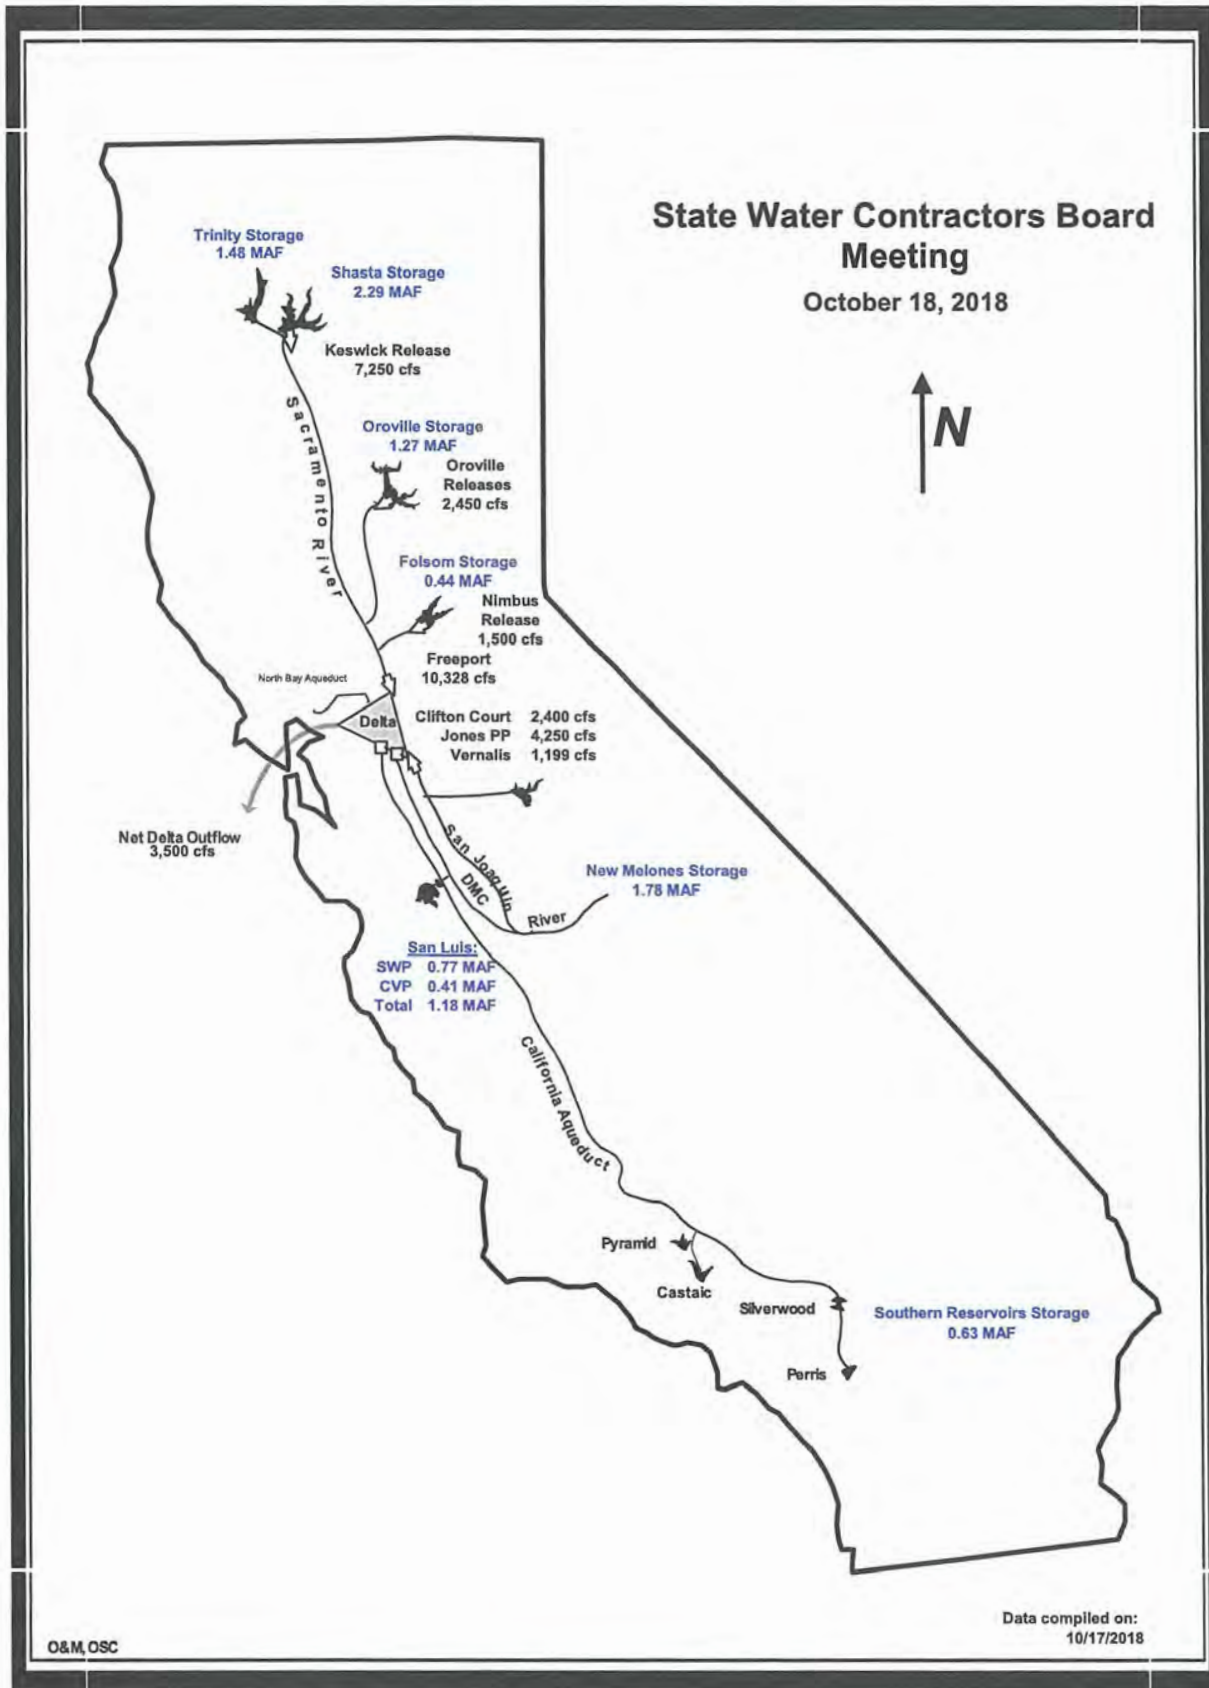 State Water Contractors Board
Meeting
October 18, 2018
N
Trinity Storage
1.48 MAF
Shasta Storage
2.29 MAF
Keswick Release
7,250 cfs
Sacramento River
Oroville Storage
1.27 MAF
Oroville
Releases
2,450 cfs
Folsom Storage
0.44 MAF
Nimbus
Release
1,500 cfs
Freeport
10,328 cfs
North Bay Aqueduct
Delta
Clifton Court 2,400 cfs
Jones PP 4,250 cfs
Vernalis 1,199 cfs
Net Delta Outflow
3,500 cfs
San Joaquin
River
DMC
New Melones Storage
1.78 MAF
San Luis:
SWP 0.77 MAF
CVP 0.41 MAF
Total 1.18 MAF
California Aqueduct
Pyramid
Castaic
Silverwood
Perris
Southern Reservoirs Storage
0.63 MAF
Data compiled on:
10/17/2018
O&M, OSC